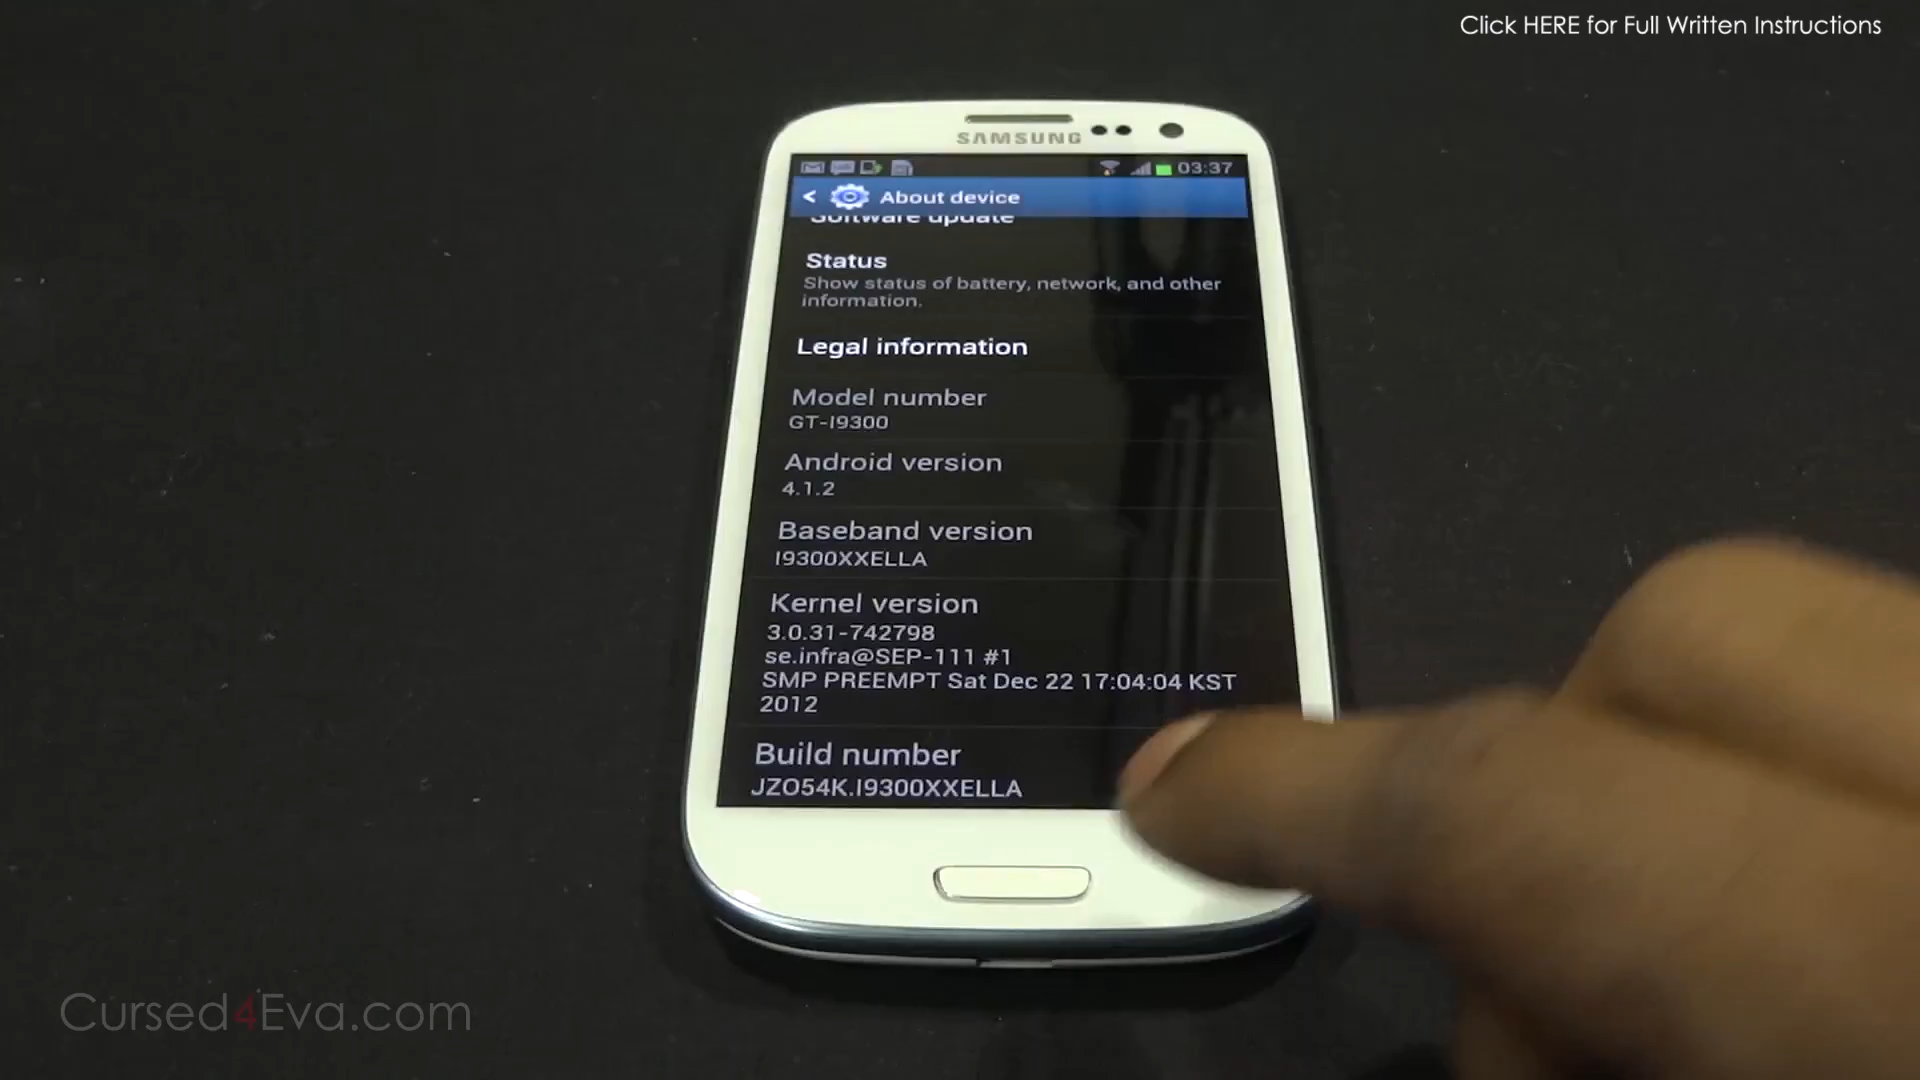 Click HERE for Full Written Instructions
SAMSUNG
03:37
< About device
Software update
Status
Show status of battery, network, and other
information.
Legal information
Model number
GT-I9300
Android version
4.1.2
Baseband version
I9300XXELLA
Kernel version
3.0.31-742798
se.infra@SEP-111 #1
SMP PREEMPT Sat Dec 22 17:04:04 KST
2012
Build number
JZO54K.I9300XXELLA
Cursed4Eva.com